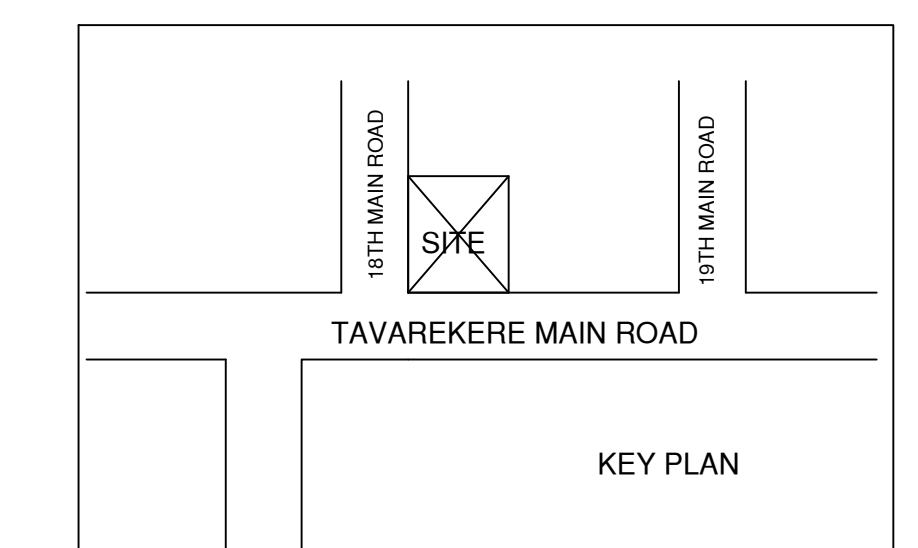 18TH MAIN ROAD
19TH MAIN ROAD
SITE
TAVAREKERE MAIN ROAD
KEY PLAN